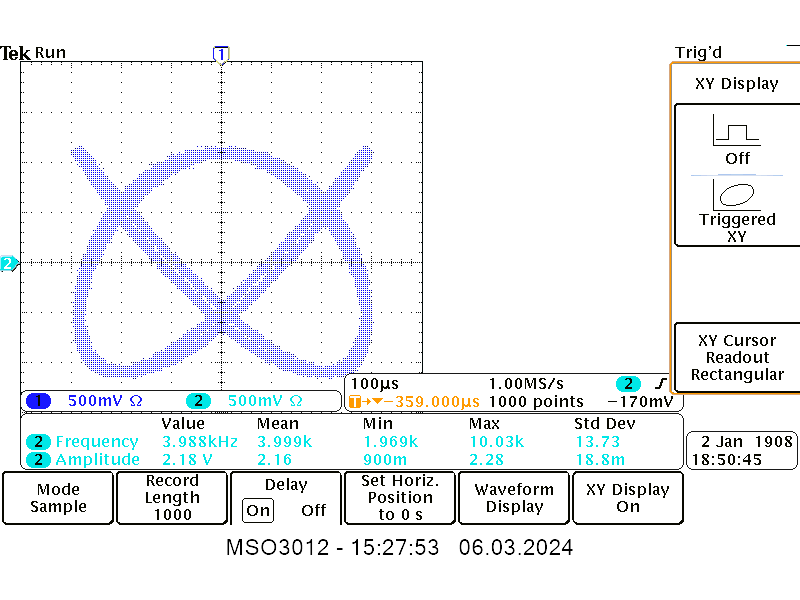 Tek Run
1
Trig'd
XY Display
Off
Triggered
XY
2
XY Cursor
Readout
Rectangular
1 500mV Ω 2 500mV Ω
100µs 1.00MS/s 2
T→▼−359.000µs 1000 points −170mV
Value Mean Min Max Std Dev
2 Frequency 3.988kHz 3.999k 1.969k 10.03k 13.73
2 Amplitude 2.18 V 2.16 900m 2.28 18.8m
2 Jan 1908
18:50:45
Mode
Sample
Record
Length
1000
Delay
On Off
Set Horiz.
Position
to 0 s
Waveform
Display
XY Display
On
MSO3012 - 15:27:53 06.03.2024